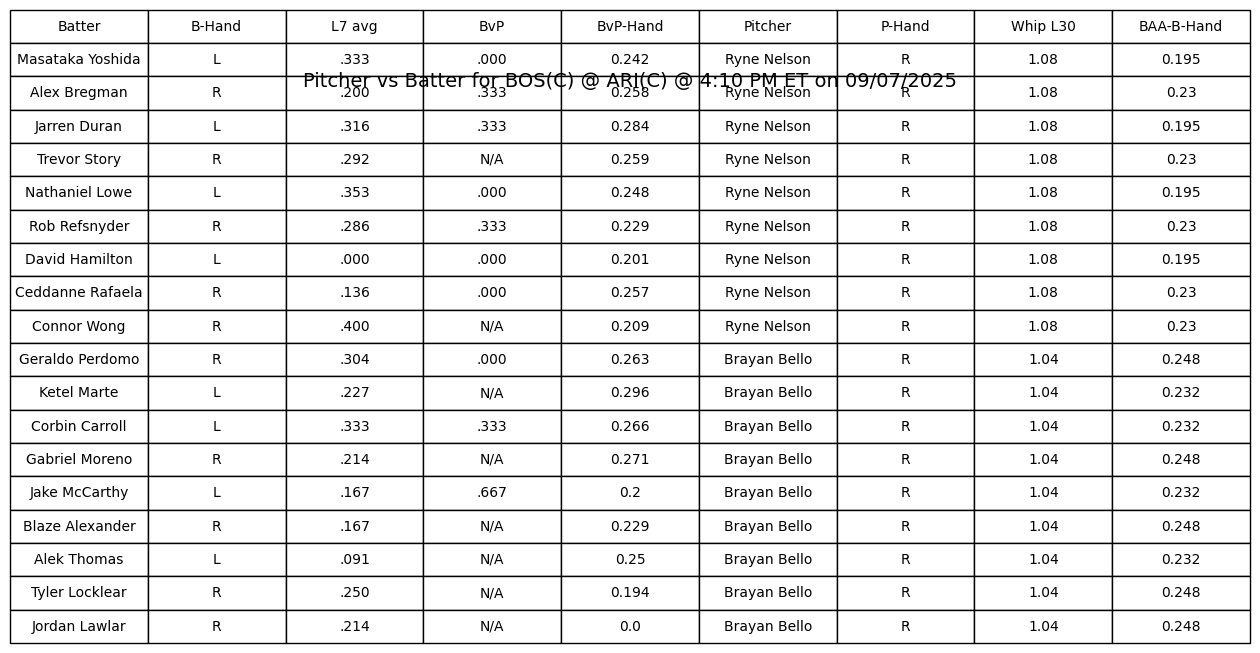 Batter B-Hand L7 avg BvP BvP-Hand Pitcher P-Hand Whip L30 BAA-B-Hand
Masataka Yoshida L .333 .000 0.242 Ryne Nelson R 1.08 0.195
Pitcher vs Batter for BOS(C) @ ARI(C) @ 4:10 PM ET on 09/07/2025
Alex Bregman R .200 .333 0.258 Ryne Nelson R 1.08 0.23
Jarren Duran L .316 .333 0.284 Ryne Nelson R 1.08 0.195
Trevor Story R .292 N/A 0.259 Ryne Nelson R 1.08 0.23
Nathaniel Lowe L .353 .000 0.248 Ryne Nelson R 1.08 0.195
Rob Refsnyder R .286 .333 0.229 Ryne Nelson R 1.08 0.23
David Hamilton L .000 .000 0.201 Ryne Nelson R 1.08 0.195
Ceddanne Rafaela R .136 .000 0.257 Ryne Nelson R 1.08 0.23
Connor Wong R .400 N/A 0.209 Ryne Nelson R 1.08 0.23
Geraldo Perdomo R .304 .000 0.263 Brayan Bello R 1.04 0.248
Ketel Marte L .227 N/A 0.296 Brayan Bello R 1.04 0.232
Corbin Carroll L .333 .333 0.266 Brayan Bello R 1.04 0.232
Gabriel Moreno R .214 N/A 0.271 Brayan Bello R 1.04 0.248
Jake McCarthy L .167 .667 0.2 Brayan Bello R 1.04 0.232
Blaze Alexander R .167 N/A 0.229 Brayan Bello R 1.04 0.248
Alek Thomas L .091 N/A 0.25 Brayan Bello R 1.04 0.232
Tyler Locklear R .250 N/A 0.194 Brayan Bello R 1.04 0.248
Jordan Lawlar R .214 N/A 0.0 Brayan Bello R 1.04 0.248